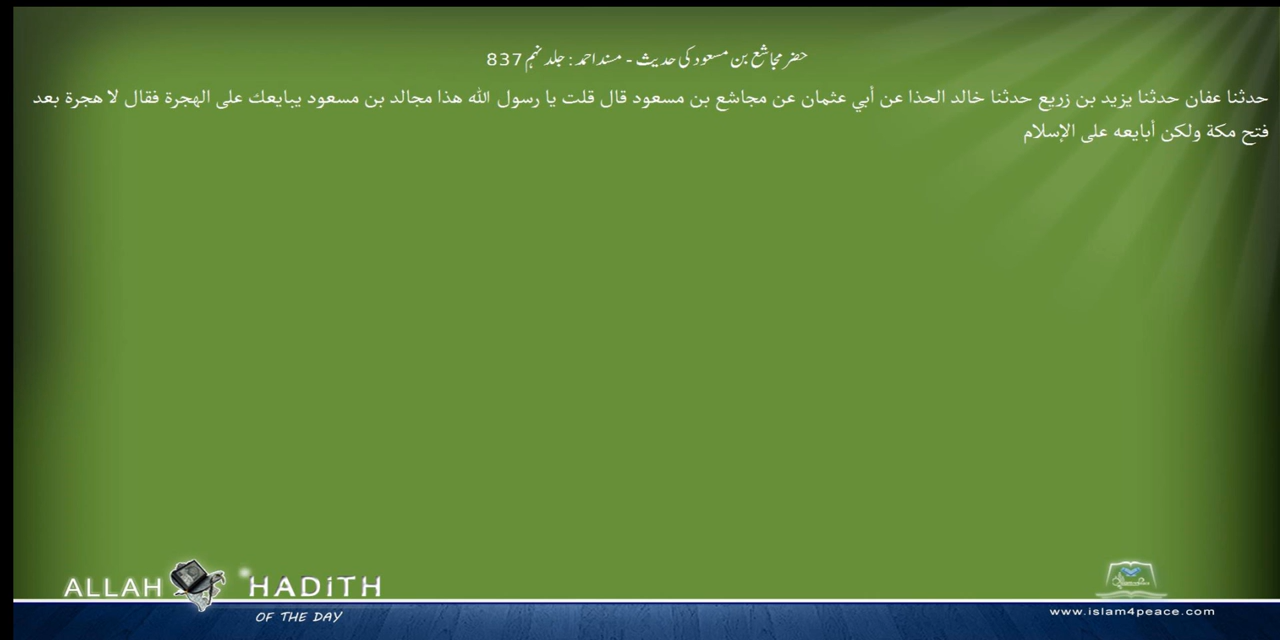 حضر مجاشع بن مسعود کی حدیث - مسند احمد : جلد نہم 837
حدثنا عفان حدثنا يزيد بن زريع حدثنا خالد الحذا عن أبي عثمان عن مجاشع بن مسعود قال قلت يا رسول الله هذا مجالد بن مسعود يبايعك على الهجرة فقال لا هجرة بعد
فتح مكة ولكن أبايعه على الإسلام
ALLAH HADITH
OF THE DAY
www.islam4peace.com